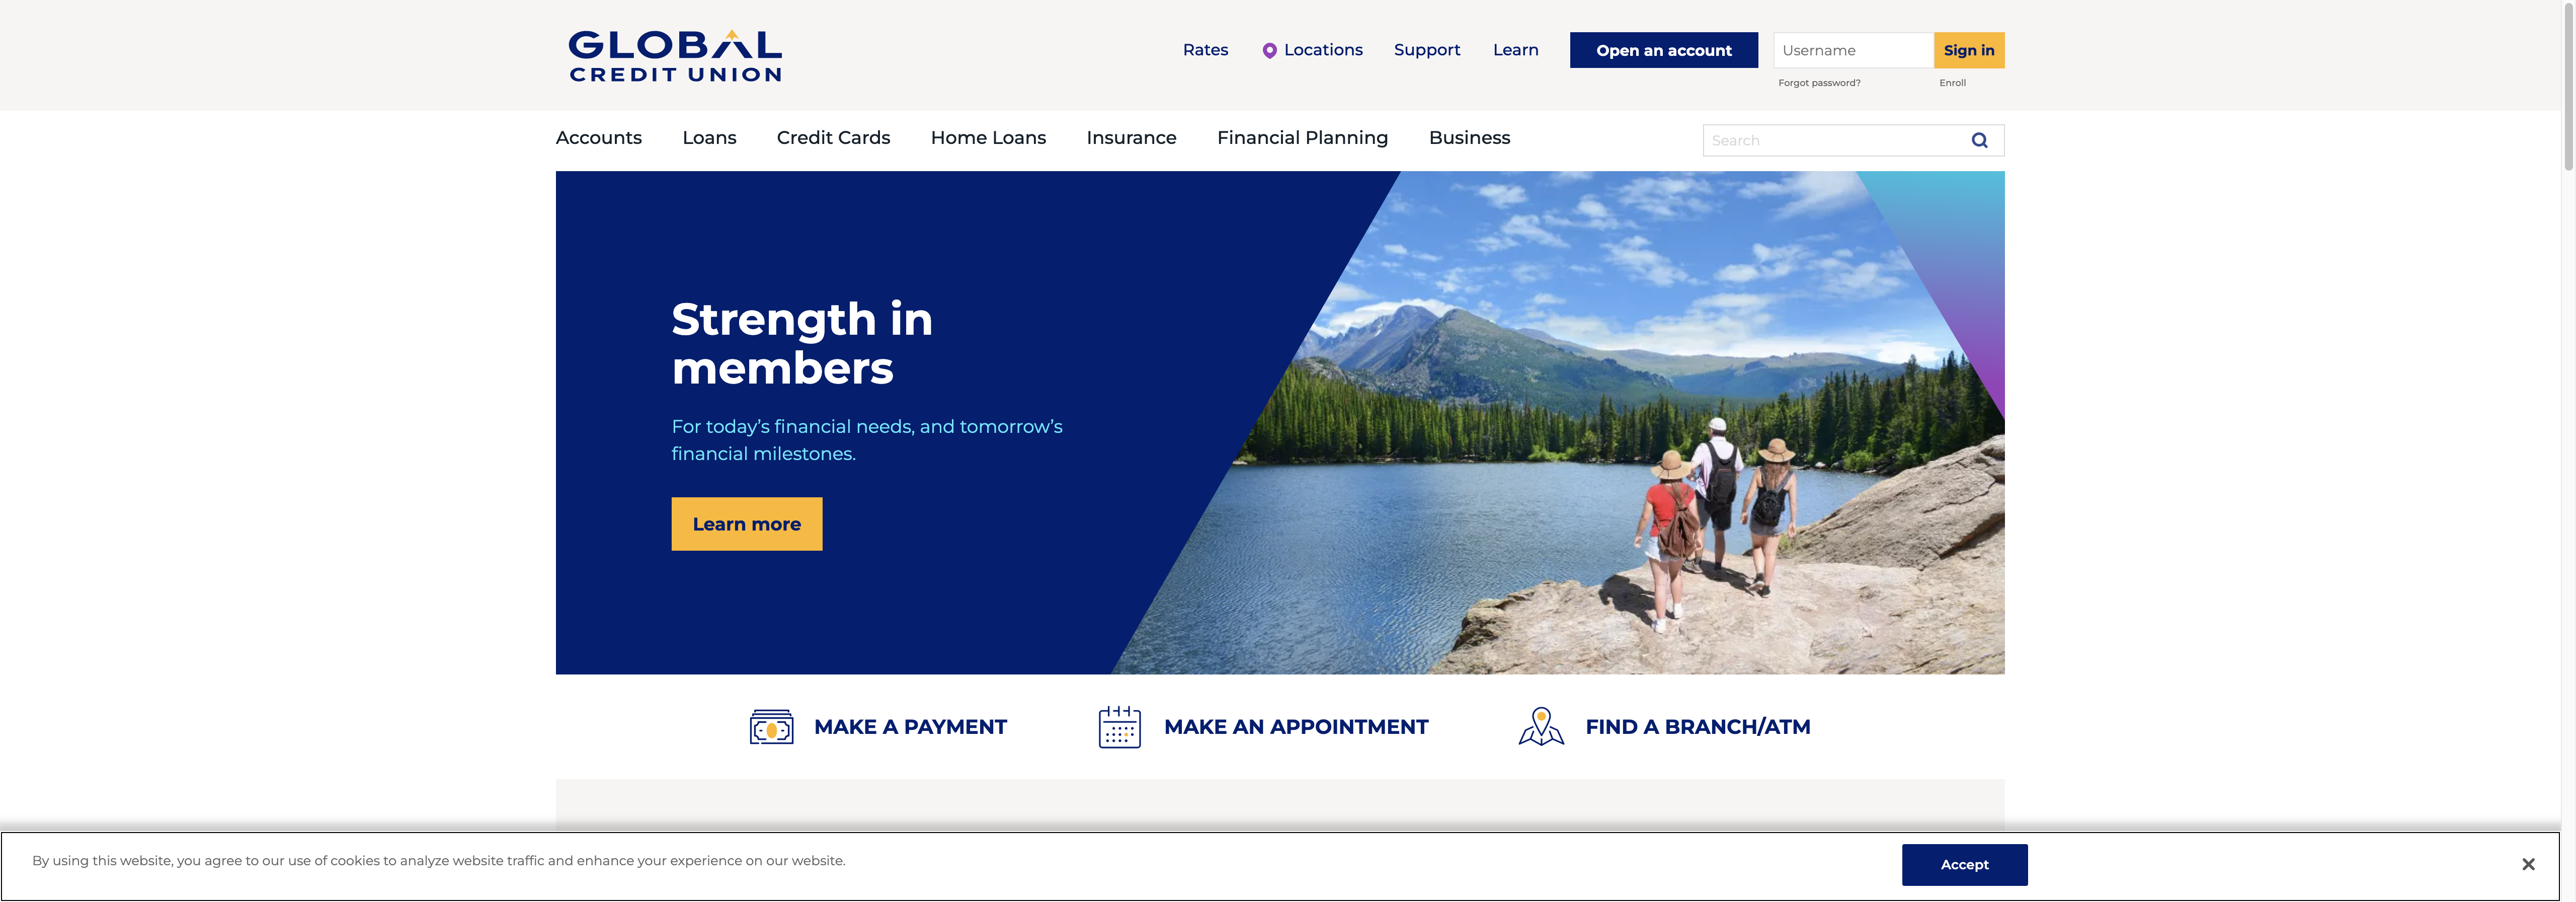 GLOBAL
CREDIT UNION
Rates
Locations
Support
Learn
Open an account
Username
Sign in
Forgot password?
Enroll
Accounts
Loans
Credit Cards
Home Loans
Insurance
Financial Planning
Business
Search
Strength in
members
For today's financial needs, and tomorrow's
financial milestones.
Learn more
MAKE A PAYMENT
MAKE AN APPOINTMENT
FIND A BRANCH/ATM
By using this website, you agree to our use of cookies to analyze website traffic and enhance your experience on our website.
Accept